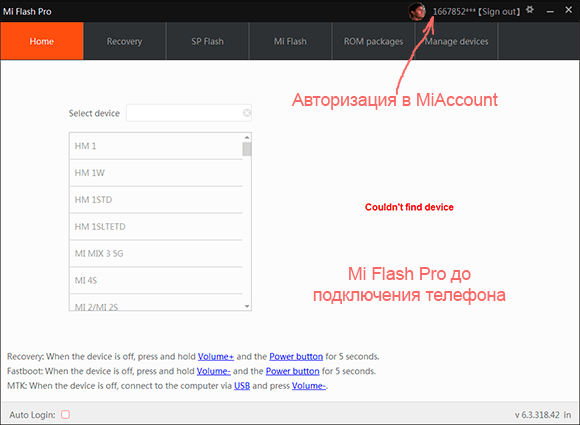 Mi Flash Pro
1667852*** [Sign out]
Home
Recovery
SP Flash
Mi Flash
ROM packages
Manage devices
Авторизация в MiAccount
Select device
HM 1
HM 1W
HM 1STD
HM 1SLTETD
MI MIX 3 5G
MI 4S
MI 2/MI 2S
Couldn't find device
Mi Flash Pro до
подключения телефона
Recovery: When the device is off, press and hold Volume+ and the Power button for 5 seconds.
Fastboot: When the device is off, press and hold Volume- and the Power button for 5 seconds.
MTK: When the device is off, connect to the computer via USB and press Volume-.
Auto Login:
v 6.3.318.42 in